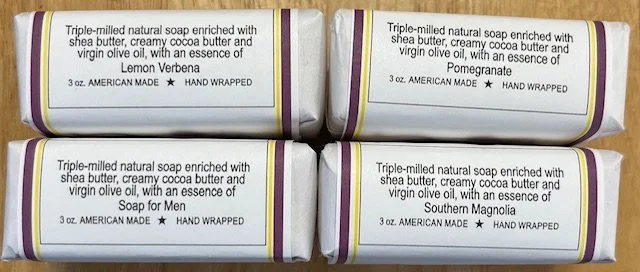 Triple-milled natural soap enriched with
shea butter, creamy cocoa butter and
virgin olive oil, with an essence of
Lemon Verbena
3 oz. AMERICAN MADE ★ HAND WRAPPED
Triple-milled natural soap enriched with
shea butter, creamy cocoa butter and
virgin olive oil, with an essence of
Pomegranate
3 oz. AMERICAN MADE ★ HAND WRAPPED
Triple-milled natural soap enriched with
shea butter, creamy cocoa butter and
virgin olive oil, with an essence of
Soap for Men
3 oz. AMERICAN MADE ★ HAND WRAPPED
Triple-milled natural soap enriched with
shea butter, creamy cocoa butter and
virgin olive oil, with an essence of
Southern Magnolia
3 oz. AMERICAN MADE ★ HAND WRAPPED